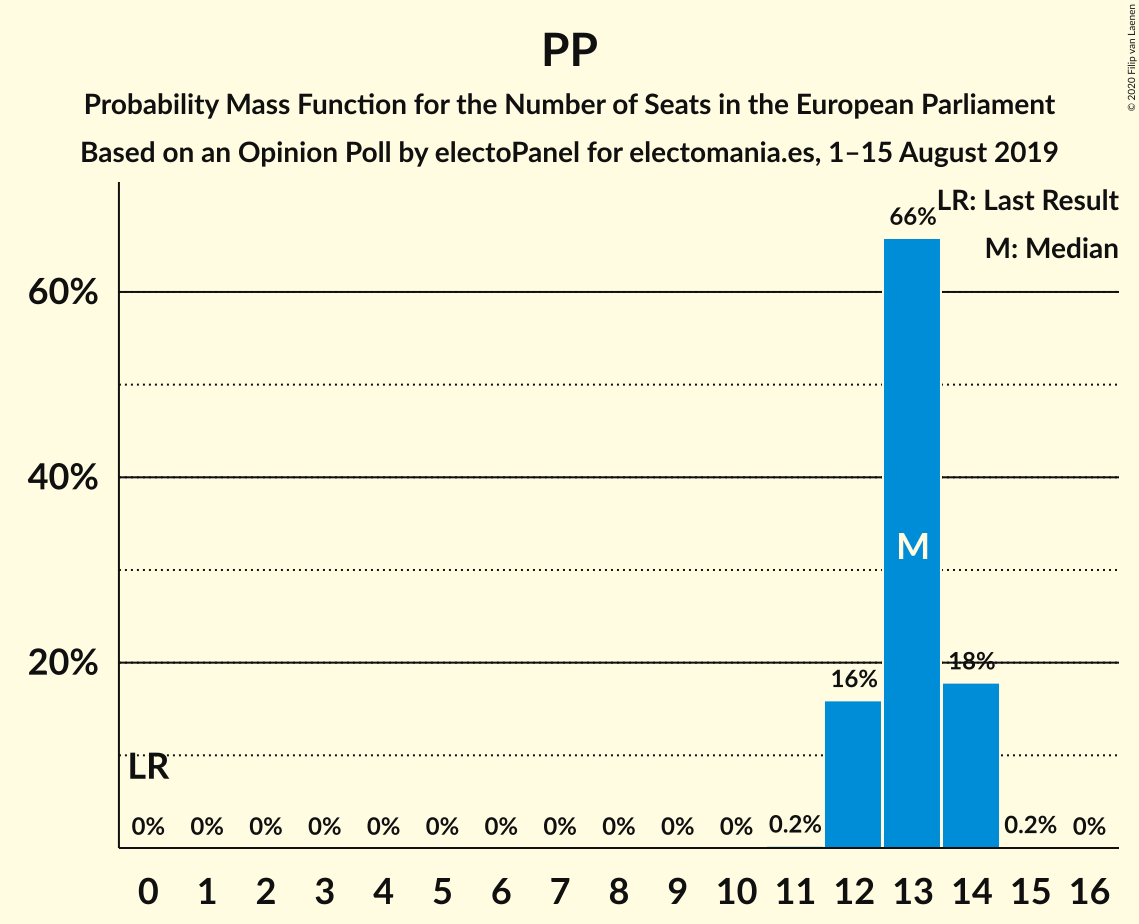 PP
Probability Mass Function for the Number of Seats in the European Parliament
Based on an Opinion Poll by electoPanel for electomania.es, 1–15 August 2019
© 2020 Filip van Laenen
LR: Last Result
M: Median
66%
60%
40%
M
20%
18%
16%
LR
0% 0% 0% 0% 0% 0% 0% 0% 0% 0% 0% 0.2% 0.2% 0%
0 1 2 3 4 5 6 7 8 9 10 11 12 13 14 15 16